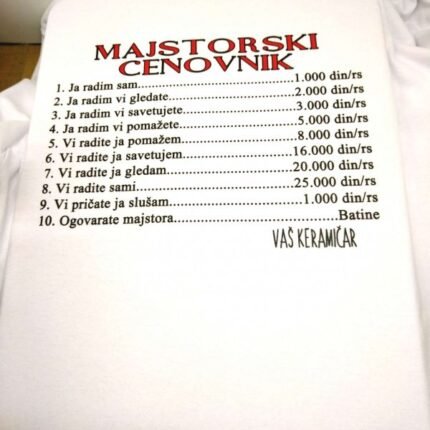 MAJSTORSKI
CENOVNIK
1. Ja radim sam.................................1.000 din/rs
2. Ja radim vi gledate..........................2.000 din/rs
3. Ja radim vi savetujete.......................3.000 din/rs
4. Ja radim vi pomažete.........................5.000 din/rs
5. Vi radite ja pomažem.........................8.000 din/rs
6. Vi radite ja savetujem......................16.000 din/rs
7. Vi radite ja gledam.........................20.000 din/rs
8. Vi radite sami..............................25.000 din/rs
9. Vi pričate ja slušam.........................1.000 din/rs
10. Ogovarate majstora...............................Batine
VAŠ KERAMIČAR